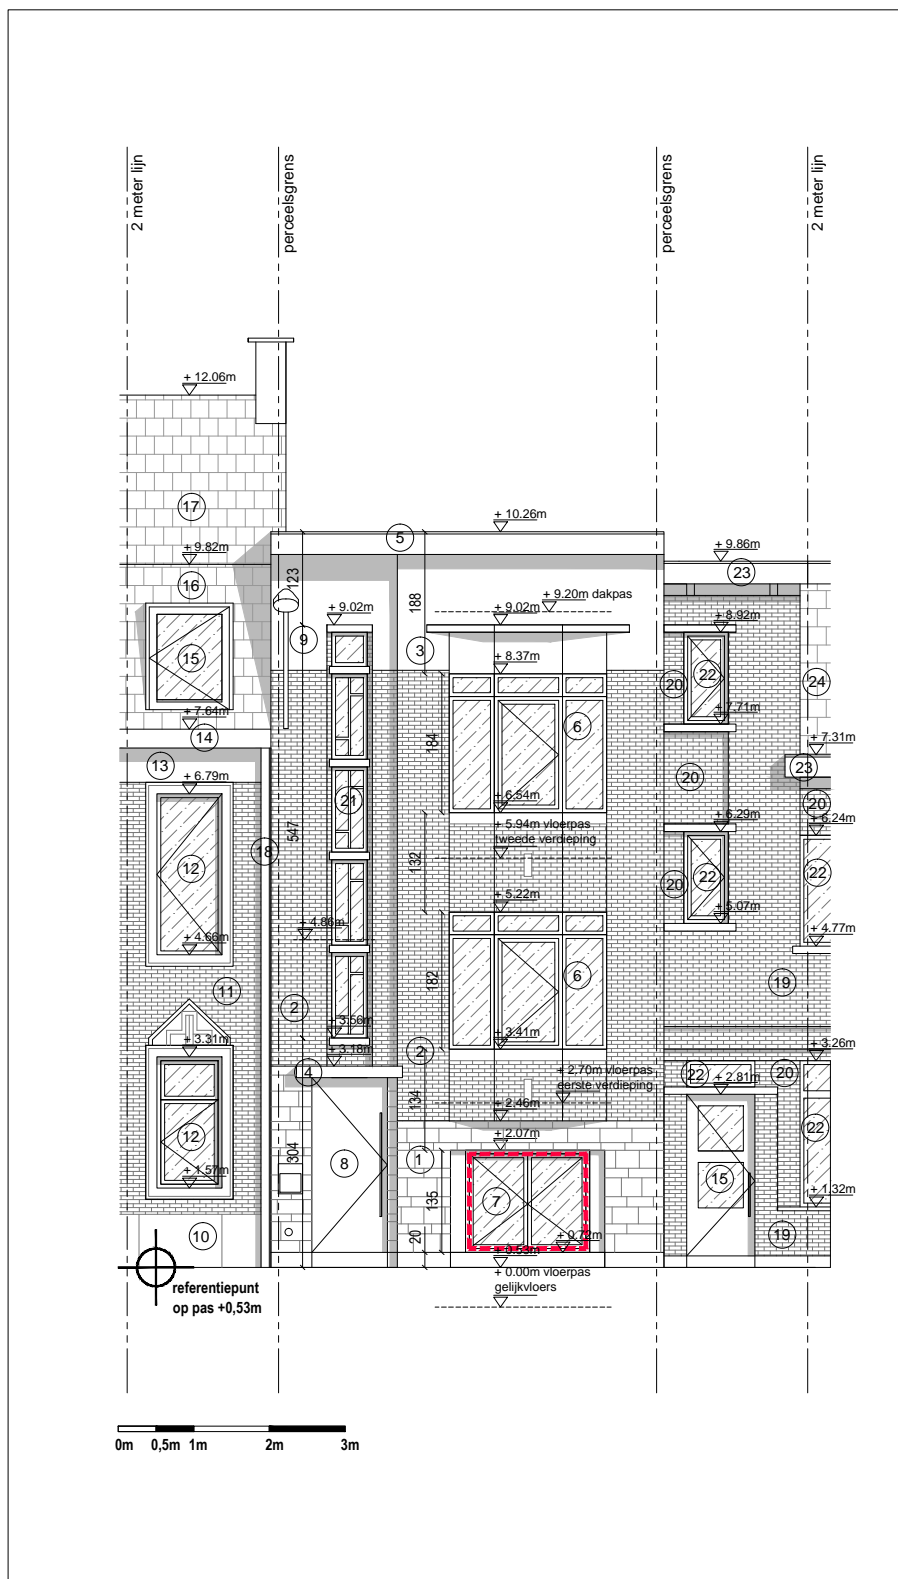 2 meter lijn
perceelsgrens
perceelsgrens
2 meter lijn
+ 12.06m
17
+ 10.26m
5
+ 9.82m
+ 9.86m
23
16
123
188
+ 9.20m dakpas
+ 9.02m
+ 9.02m
+ 8.92m
9
3
15
+ 8.37m
20
22
24
+ 7.64m
+ 7.71m
14
6
184
+ 7.31m
13
23
+ 6.79m
20
21
+ 6.54m
20
547
18
+ 5.94m vloerpas
tweede verdieping
+ 6.29m
+ 6.24m
12
132
20
22
22
+ 5.22m
+ 5.07m
+ 4.86m
+ 4.66m
+ 4.77m
6
182
11
19
2
+ 3.56m
+ 3.41m
+ 3.31m
2
+ 3.26m
+ 3.18m
4
+ 2.70m vloerpas
eerste verdieping
22
20
+ 2.81m
134
+ 2.46m
12
22
+ 2.07m
304
8
1
15
+ 1.57m
135
7
+ 1.32m
10
20
+ 0.72m
19
+ 0.53m
+ 0.00m vloerpas
gelijkvloers
referentiepunt
op pas +0,53m
0m 0,5m 1m 2m 3m